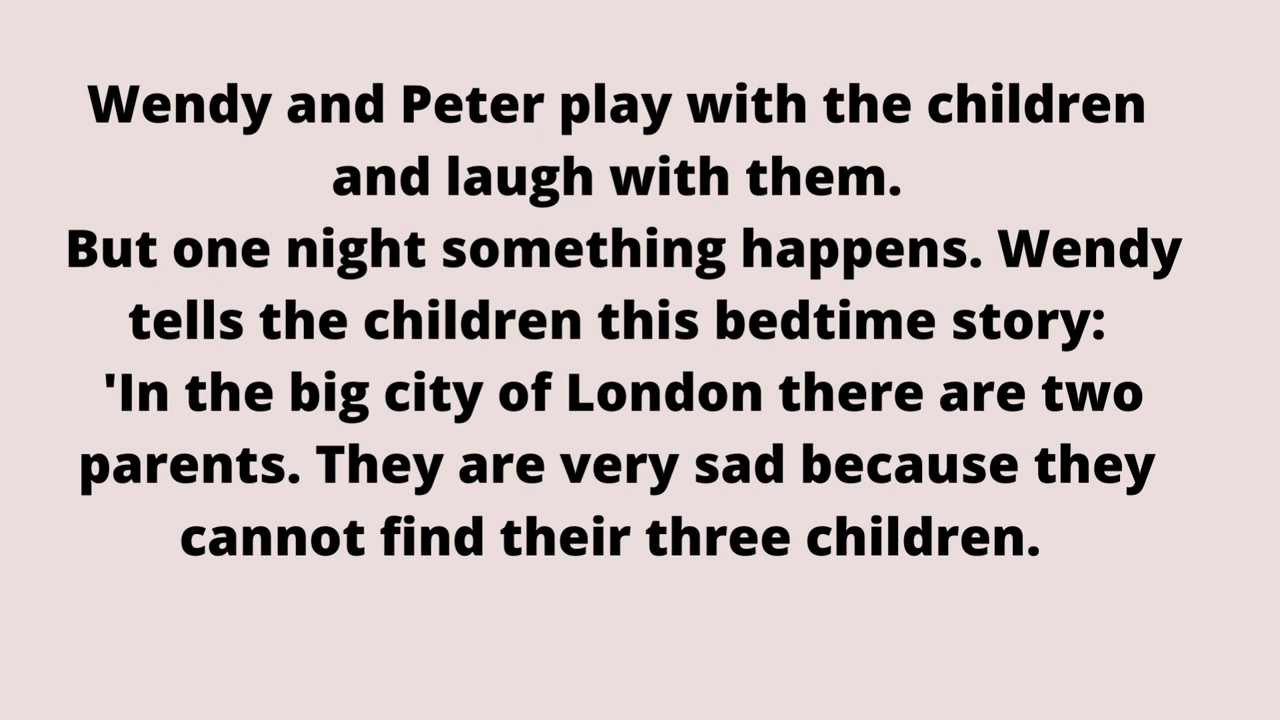 Wendy and Peter play with the children
and laugh with them.
But one night something happens. Wendy
tells the children this bedtime story:
'In the big city of London there are two
parents. They are very sad because they
cannot find their three children.